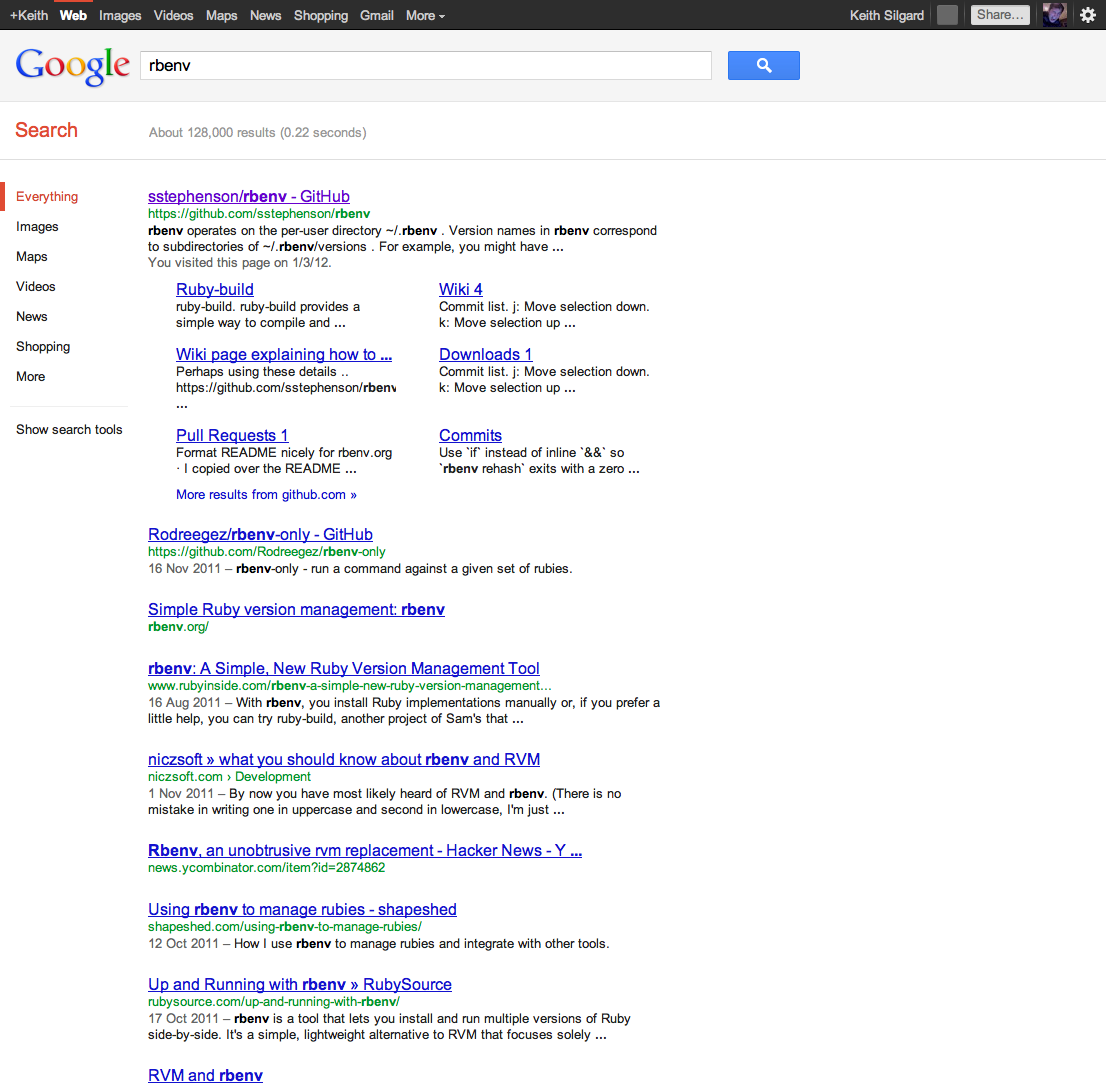 +Keith Web Images Videos Maps News Shopping Gmail More Keith Silgard Share...
Google rbenv
Search About 128,000 results (0.22 seconds)
Everything
Images
Maps
Videos
News
Shopping
More
Show search tools
sstephenson/rbenv - GitHub
https://github.com/sstephenson/rbenv
rbenv operates on the per-user directory ~/.rbenv . Version names in rbenv correspond
to subdirectories of ~/.rbenv/versions . For example, you might have ...
You visited this page on 1/3/12.
Ruby-build
ruby-build. ruby-build provides a
simple way to compile and ...
Wiki 4
Commit list. j: Move selection down.
k: Move selection up ...
Wiki page explaining how to ...
Perhaps using these details ..
https://github.com/sstephenson/rbenv
...
Downloads 1
Commit list. j: Move selection down.
k: Move selection up ...
Pull Requests 1
Format README nicely for rbenv.org
· I copied over the README ...
Commits
Use `if` instead of inline `&&` so
`rbenv rehash` exits with a zero ...
More results from github.com »
Rodreegez/rbenv-only - GitHub
https://github.com/Rodreegez/rbenv-only
16 Nov 2011 – rbenv-only - run a command against a given set of rubies.
Simple Ruby version management: rbenv
rbenv.org/
rbenv: A Simple, New Ruby Version Management Tool
www.rubyinside.com/rbenv-a-simple-new-ruby-version-management...
16 Aug 2011 – With rbenv, you install Ruby implementations manually or, if you prefer a
little help, you can try ruby-build, another project of Sam's that ...
niczsoft » what you should know about rbenv and RVM
niczsoft.com › Development
1 Nov 2011 – By now you have most likely heard of RVM and rbenv. (There is no
mistake in writing one in uppercase and second in lowercase, I'm just ...
Rbenv, an unobtrusive rvm replacement - Hacker News - Y ...
news.ycombinator.com/item?id=2874862
Using rbenv to manage rubies - shapeshed
shapeshed.com/using-rbenv-to-manage-rubies/
12 Oct 2011 – How I use rbenv to manage rubies and integrate with other tools.
Up and Running with rbenv » RubySource
rubysource.com/up-and-running-with-rbenv/
17 Oct 2011 – rbenv is a tool that lets you install and run multiple versions of Ruby
side-by-side. It's a simple, lightweight alternative to RVM that focuses solely ...
RVM and rbenv